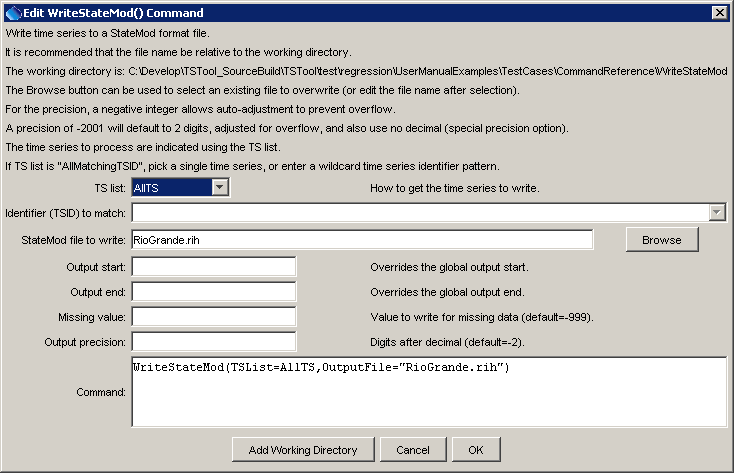 Edit WriteStateMod() Command
Write time series to a StateMod format file.
It is recommended that the file name be relative to the working directory.
The working directory is: C:\Develop\TSTool_SourceBuild\TSTool\test\regression\UserManualExamples\TestCases\CommandReference\WriteStateMod
The Browse button can be used to select an existing file to overwrite (or edit the file name after selection).
For the precision, a negative integer allows auto-adjustment to prevent overflow.
A precision of -2001 will default to 2 digits, adjusted for overflow, and also use no decimal (special precision option).
The time series to process are indicated using the TS list.
If TS list is "AllMatchingTSID", pick a single time series, or enter a wildcard time series identifier pattern.
TS list: AllTS How to get the time series to write.
Identifier (TSID) to match:
StateMod file to write: RioGrande.rih Browse
Output start: Overrides the global output start.
Output end: Overrides the global output end.
Missing value: Value to write for missing data (default=-999).
Output precision: Digits after decimal (default=-2).
Command: WriteStateMod(TSList=AllTS,OutputFile="RioGrande.rih")
Add Working Directory Cancel OK